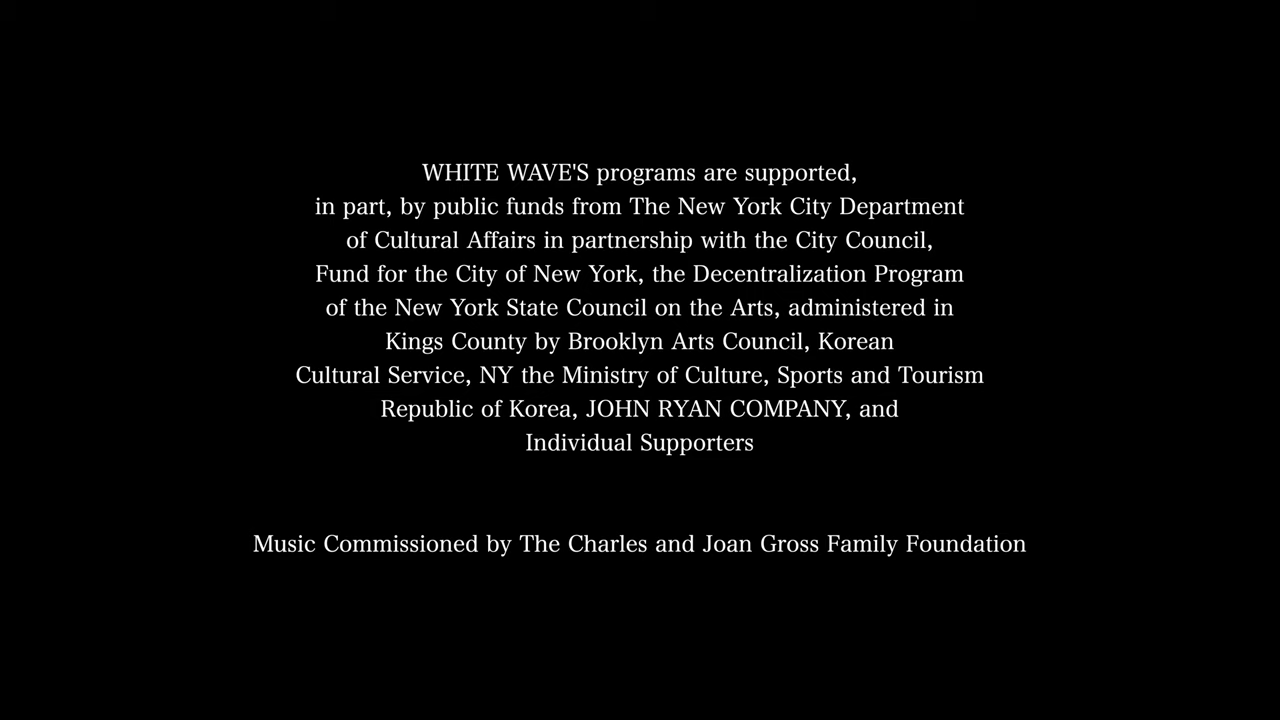 WHITE WAVE'S programs are supported,
in part, by public funds from The New York City Department
of Cultural Affairs in partnership with the City Council,
Fund for the City of New York, the Decentralization Program
of the New York State Council on the Arts, administered in
Kings County by Brooklyn Arts Council, Korean
Cultural Service, NY the Ministry of Culture, Sports and Tourism
Republic of Korea, JOHN RYAN COMPANY, and
Individual Supporters
Music Commissioned by The Charles and Joan Gross Family Foundation